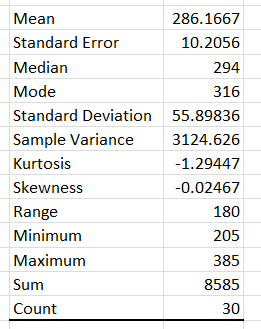 Mean 286.1667
Standard Error 10.2056
Median 294
Mode 316
Standard Deviation 55.89836
Sample Variance 3124.626
Kurtosis -1.29447
Skewness -0.02467
Range 180
Minimum 205
Maximum 385
Sum 8585
Count 30